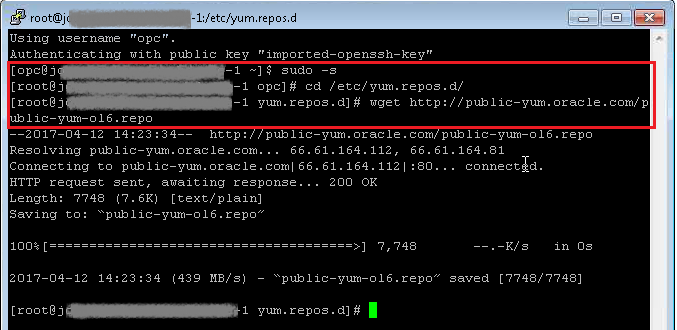 root@jc -1:/etc/yum.repos.d
Using username "opc".
Authenticating with public key "imported-openssh-key"
[opc@jc -1 ~]$ sudo -s
[root@jc -1 opc]# cd /etc/yum.repos.d/
[root@jc -1 yum.repos.d]# wget http://public-yum.oracle.com/p
ublic-yum-ol6.repo
--2017-04-12 14:23:34--  http://public-yum.oracle.com/public-yum-ol6.repo
Resolving public-yum.oracle.com... 66.61.164.112, 66.61.164.81
Connecting to public-yum.oracle.com|66.61.164.112|:80... connected.
HTTP request sent, awaiting response... 200 OK
Length: 7748 (7.6K) [text/plain]
Saving to: “public-yum-ol6.repo”
100%[======================================>] 7,748       --.-K/s   in 0s
2017-04-12 14:23:34 (439 MB/s) - “public-yum-ol6.repo” saved [7748/7748]
[root@jc -1 yum.repos.d]#